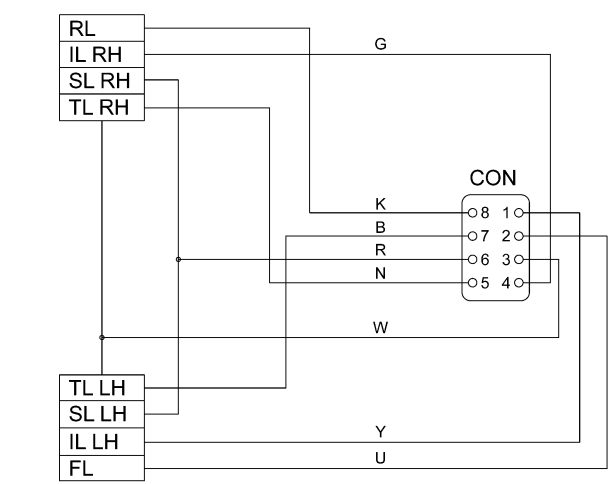 RL
IL RH
SL RH
TL RH
G
CON
K
8 1
B
7 2
R
6 3
N
5 4
W
TL LH
SL LH
IL LH
FL
Y
U